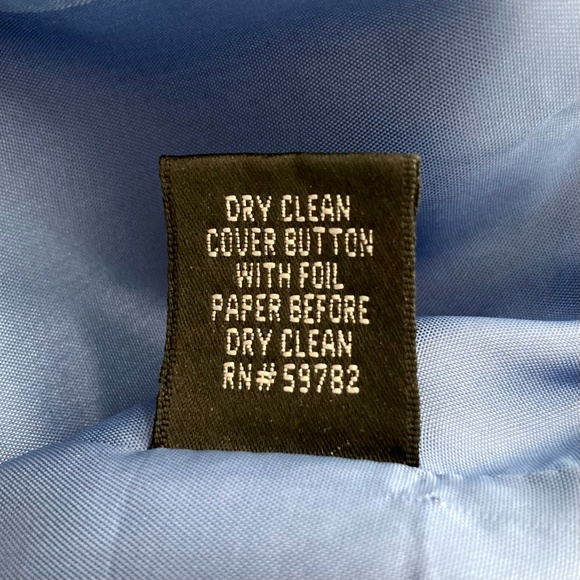 DRY CLEAN
COVER BUTTON
WITH FOIL
PAPER BEFORE
DRY CLEAN
RN# 59782